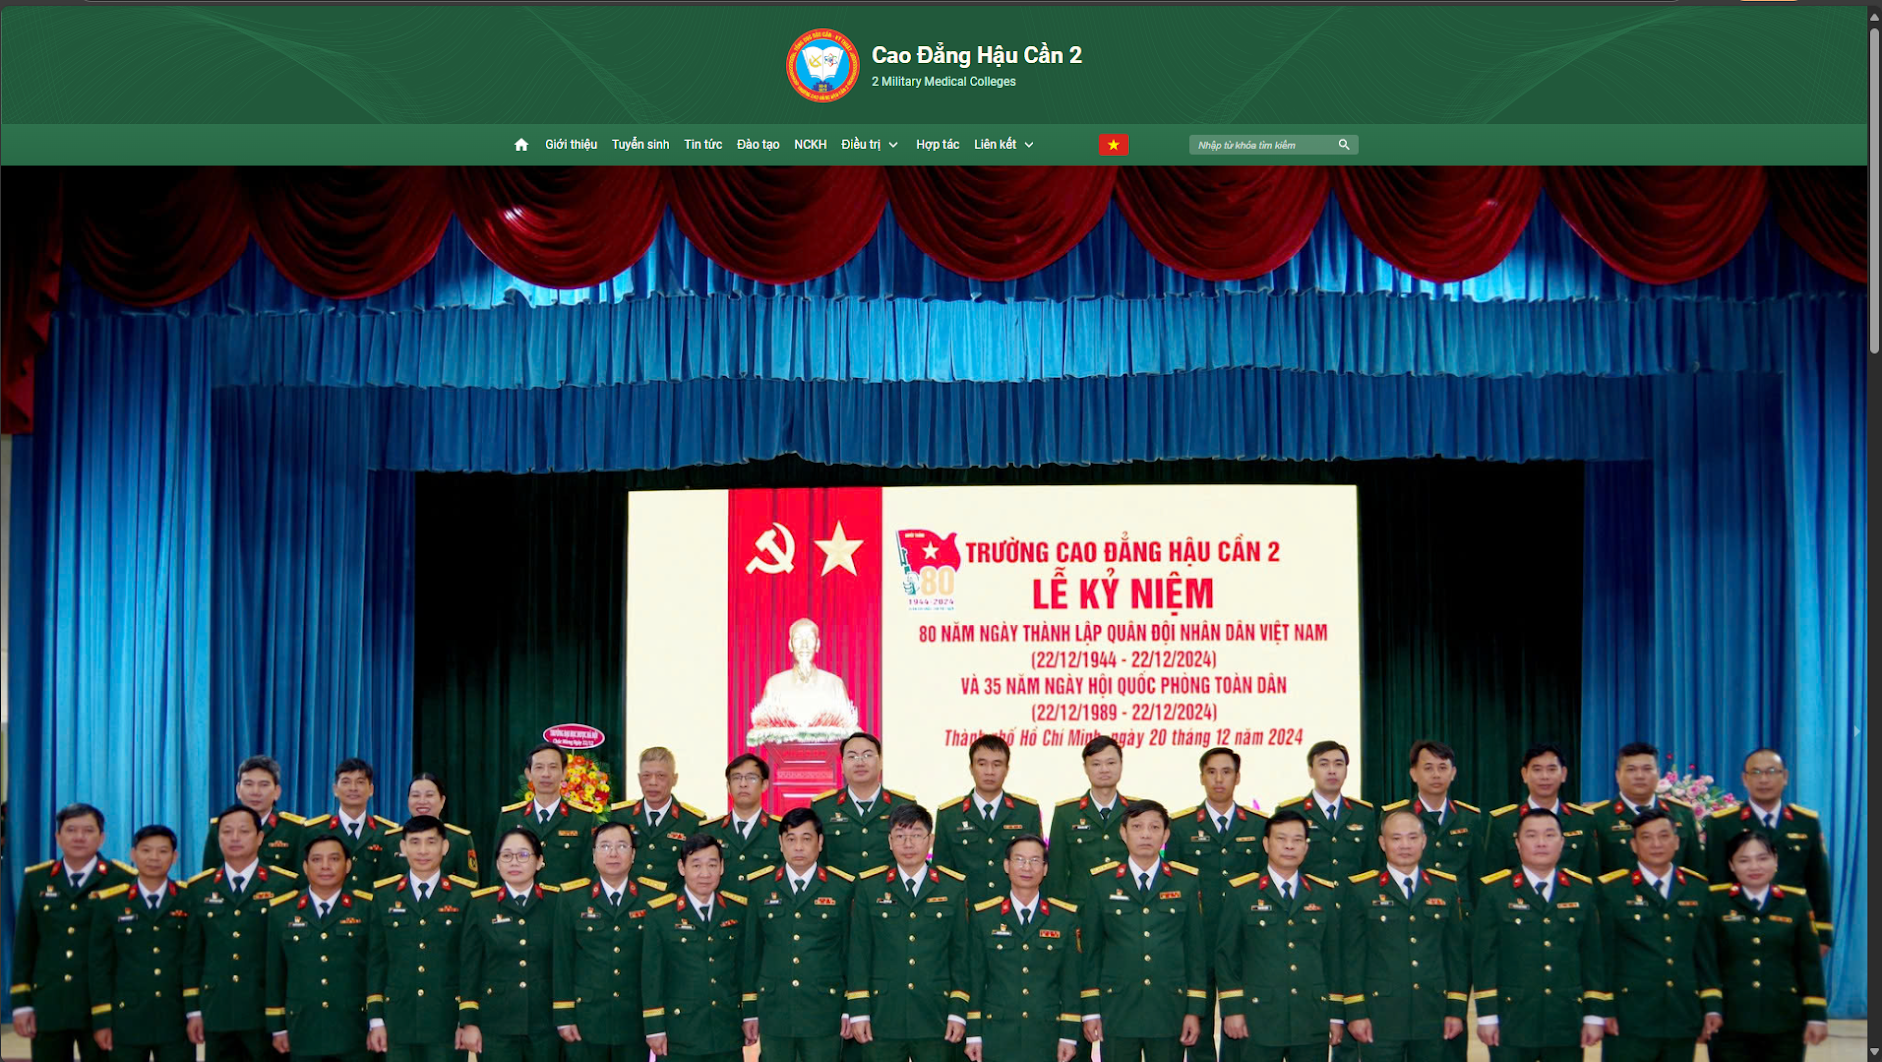 Cao Đẳng Hậu Cần 2
2 Military Medical Colleges
Giới thiệu Tuyển sinh Tin tức Đào tạo NCKH Điều trị Hợp tác Liên kết
Nhập từ khóa tìm kiếm
TRƯỜNG CAO ĐẲNG HẬU CẦN 2
LỄ KỶ NIỆM
80
1944-2024
80 NĂM NGÀY THÀNH LẬP QUÂN ĐỘI NHÂN DÂN VIỆT NAM
(22/12/1944 - 22/12/2024)
VÀ 35 NĂM NGÀY HỘI QUỐC PHÒNG TOÀN DÂN
(22/12/1989 - 22/12/2024)
Thành phố Hồ Chí Minh, ngày 20 tháng 12 năm 2024